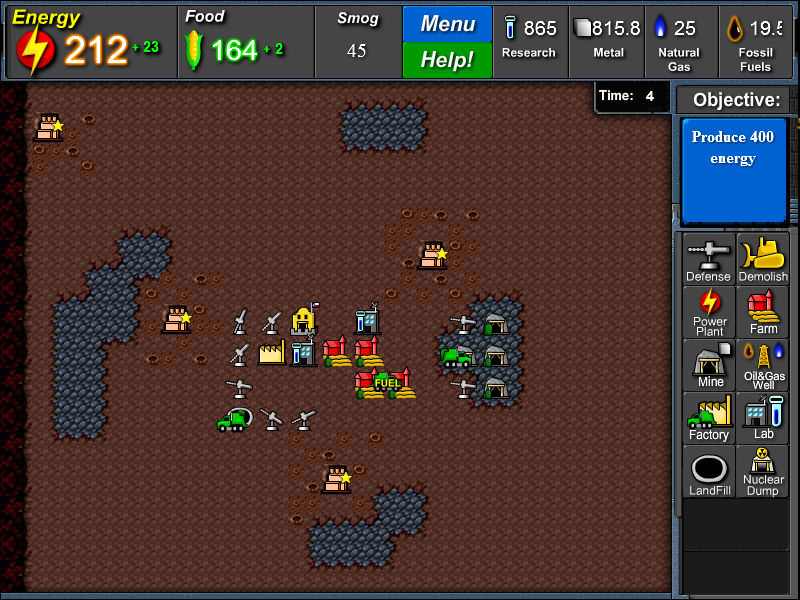 Energy
212 + 23
Food
164 + 2
Smog
45
Menu
Help!
865
Research
815.8
Metal
25
Natural
Gas
19.5
Fossil
Fuels
Time: 4
Objective:
Produce 400
energy
Defense
Demolish
Power
Plant
Farm
Mine
Oil&Gas
Well
Factory
Lab
LandFill
Nuclear
Dump
FUEL